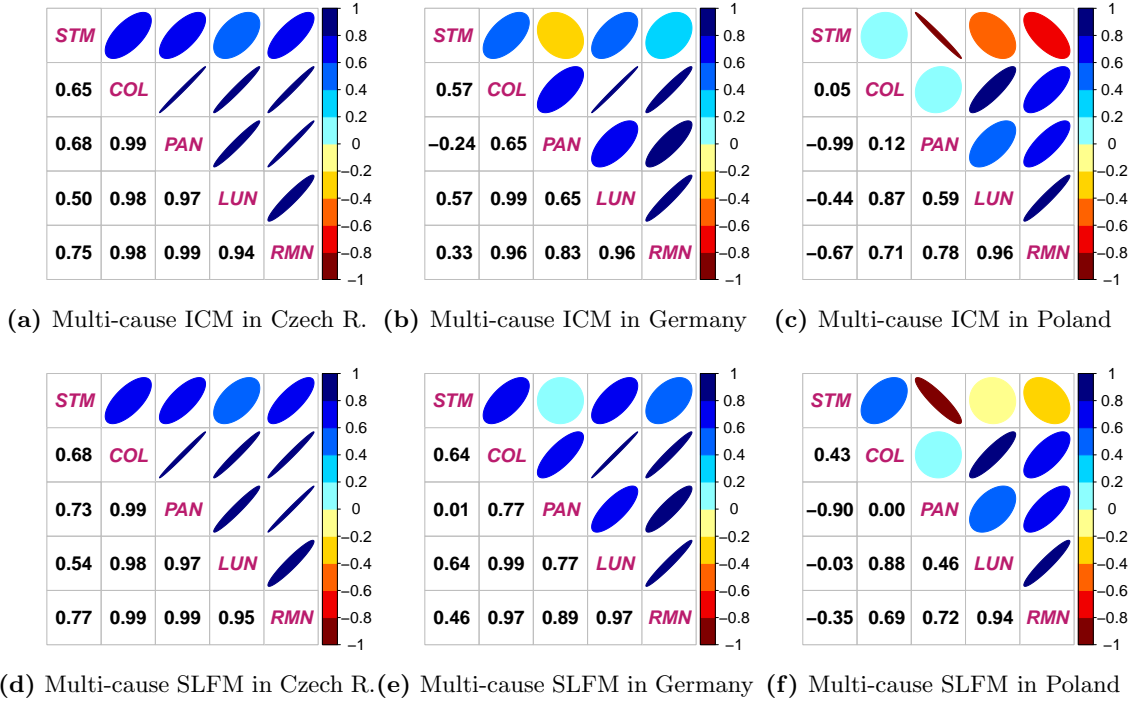 STM
0.65 COL
0.68 0.99 PAN
0.50 0.98 0.97 LUN
0.75 0.98 0.99 0.94 RMN
1
0.8
0.6
0.4
0.2
0
−0.2
−0.4
−0.6
−0.8
−1
(a) Multi-cause ICM in Czech R.
STM
0.57 COL
−0.24 0.65 PAN
0.57 0.99 0.65 LUN
0.33 0.96 0.83 0.96 RMN
1
0.8
0.6
0.4
0.2
0
−0.2
−0.4
−0.6
−0.8
−1
(b) Multi-cause ICM in Germany
STM
0.05 COL
−0.99 0.12 PAN
−0.44 0.87 0.59 LUN
−0.67 0.71 0.78 0.96 RMN
1
0.8
0.6
0.4
0.2
0
−0.2
−0.4
−0.6
−0.8
−1
(c) Multi-cause ICM in Poland
STM
0.68 COL
0.73 0.99 PAN
0.54 0.98 0.97 LUN
0.77 0.99 0.99 0.95 RMN
1
0.8
0.6
0.4
0.2
0
−0.2
−0.4
−0.6
−0.8
−1
(d) Multi-cause SLFM in Czech R.
STM
0.64 COL
0.01 0.77 PAN
0.64 0.99 0.77 LUN
0.46 0.97 0.89 0.97 RMN
1
0.8
0.6
0.4
0.2
0
−0.2
−0.4
−0.6
−0.8
−1
(e) Multi-cause SLFM in Germany
STM
0.43 COL
−0.90 0.00 PAN
−0.03 0.88 0.46 LUN
−0.35 0.69 0.72 0.94 RMN
1
0.8
0.6
0.4
0.2
0
−0.2
−0.4
−0.6
−0.8
−1
(f) Multi-cause SLFM in Poland